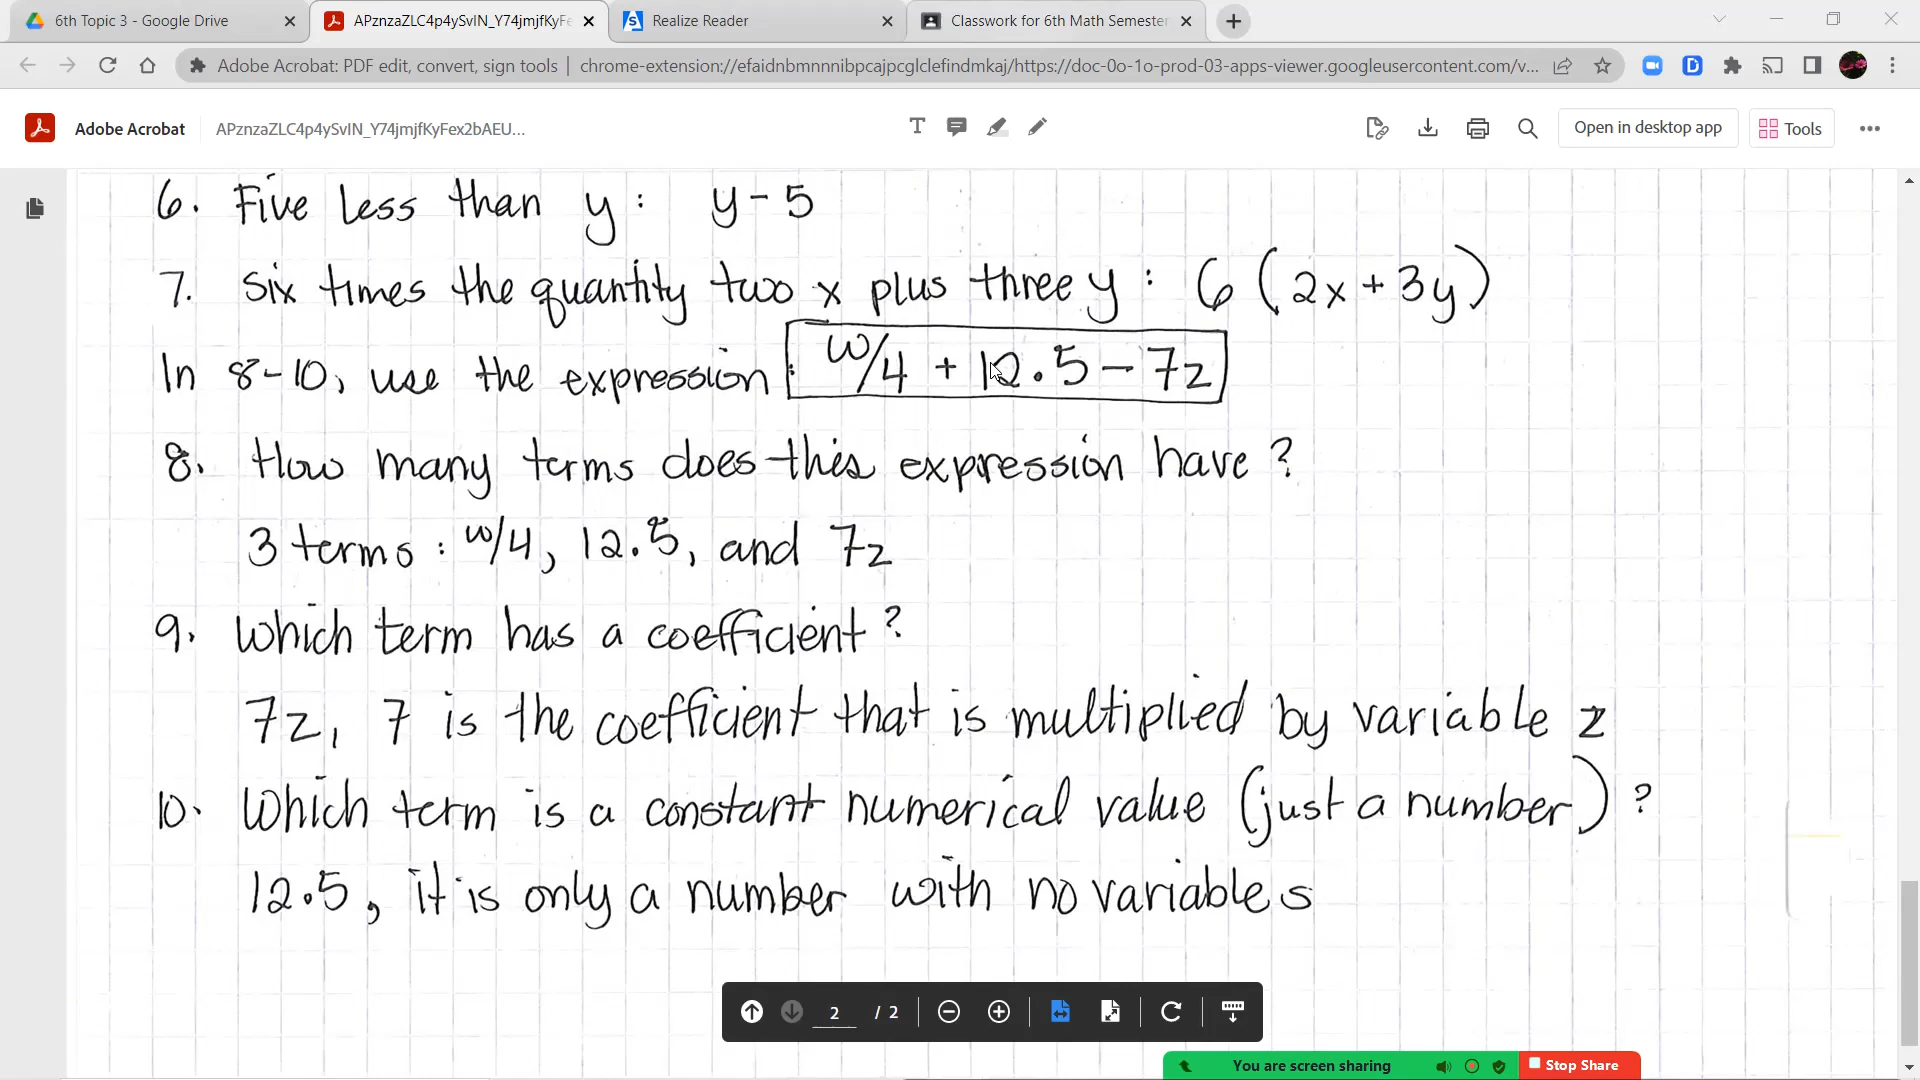 6th Topic 3 - Google Drive
APznzaZLC4p4ySvIN_Y74jmjfKyFe
Realize Reader
Classwork for 6th Math Semester
Adobe Acrobat: PDF edit, convert, sign tools | chrome-extension://efaidnbmnnnibpcajpcglclefindmkaj/https://doc-0o-1o-prod-03-apps-viewer.googleusercontent.com/v...
Adobe Acrobat
APznzaZLC4p4ySvIN_Y74jmjfKyFex2bAEU...
Open in desktop app
Tools
6. Five less than y : y - 5
7. Six times the quantity two x plus three y : 6 (2x + 3y)
In 8-10, use the expression : w/4 + 12.5 - 7z
8. How many terms does this expression have ?
3 terms : w/4, 12.5, and 7z
9. Which term has a coefficient ?
7z, 7 is the coefficient that is multiplied by variable z
10. Which term is a constant numerical value (just a number) ?
12.5, it is only a number with no variables
2 / 2
You are screen sharing
Stop Share